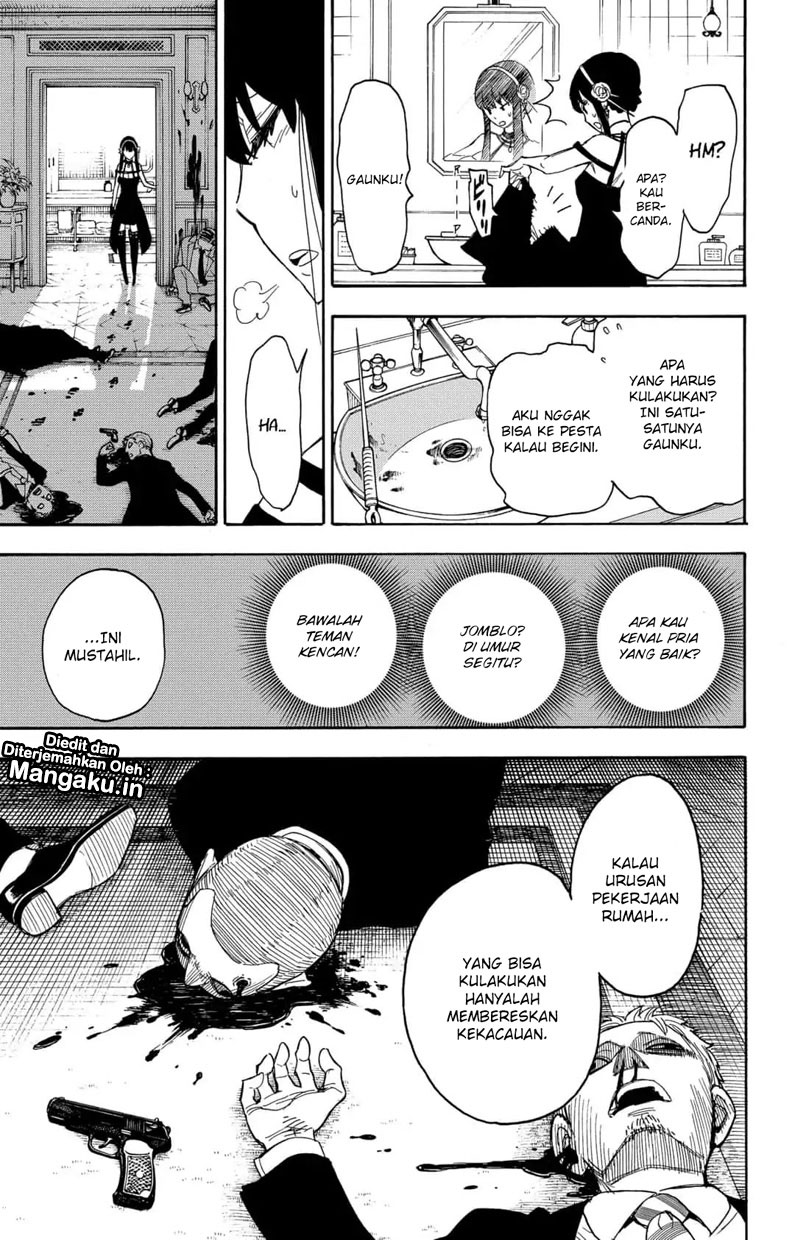 HM?
APA?
KAU
BER-
CANDA.
GAUNKU!
APA
YANG HARUS
KULAKUKAN?
INI SATU-
SATUNYA
GAUNKU.
AKU NGGAK
BISA KE PESTA
KALAU BEGINI.
HA...
APA KAU
KENAL PRIA
YANG BAIK?
JOMBLO?
DI UMUR
SEGITU?
BAWALAH
TEMAN
KENCAN!
...INI
MUSTAHIL.
Diedit dan
Diterjemahkan Oleh :
Mangaku.in
KALAU
URUSAN
PEKERJAAN
RUMAH...
YANG BISA
KULAKUKAN
HANYALAH
MEMBERESKAN
KEKACAUAN.